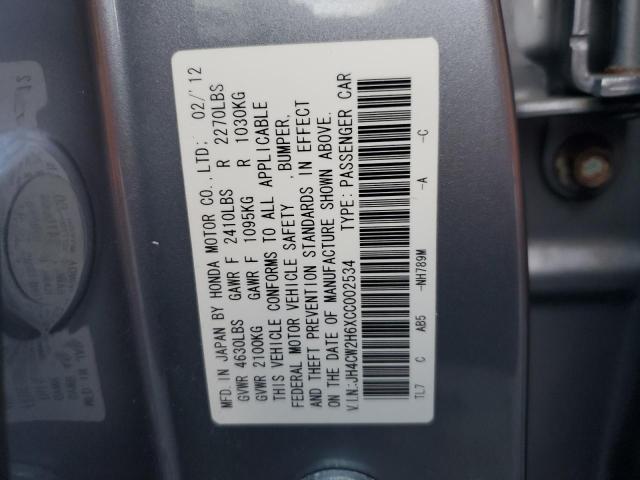 MFD. IN JAPAN BY HONDA MOTOR CO., LTD; 02/'12
GVWR 4630LBS GAWR F 2410LBS R 2270LBS
GVWR 2100KG GAWR F 1095KG R 1030KG
THIS VEHICLE CONFORMS TO ALL APPLICABLE
FEDERAL MOTOR VEHICLE SAFETY , BUMPER,
AND THEFT PREVENTION STANDARDS IN EFFECT
ON THE DATE OF MANUFACTURE SHOWN ABOVE.
V.I.N.:JH4CW2H6XCC002534 TYPE: PASSENGER CAR
TL7 C AB5 -NH789M -A -C